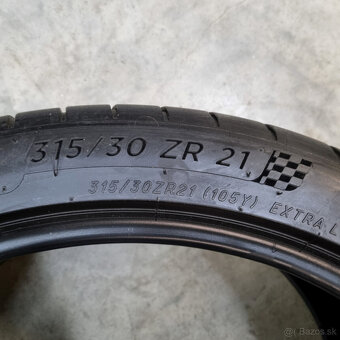 315/30 ZR 21
315/30ZR21 (105Y) EXTRA L
Bazos.sk